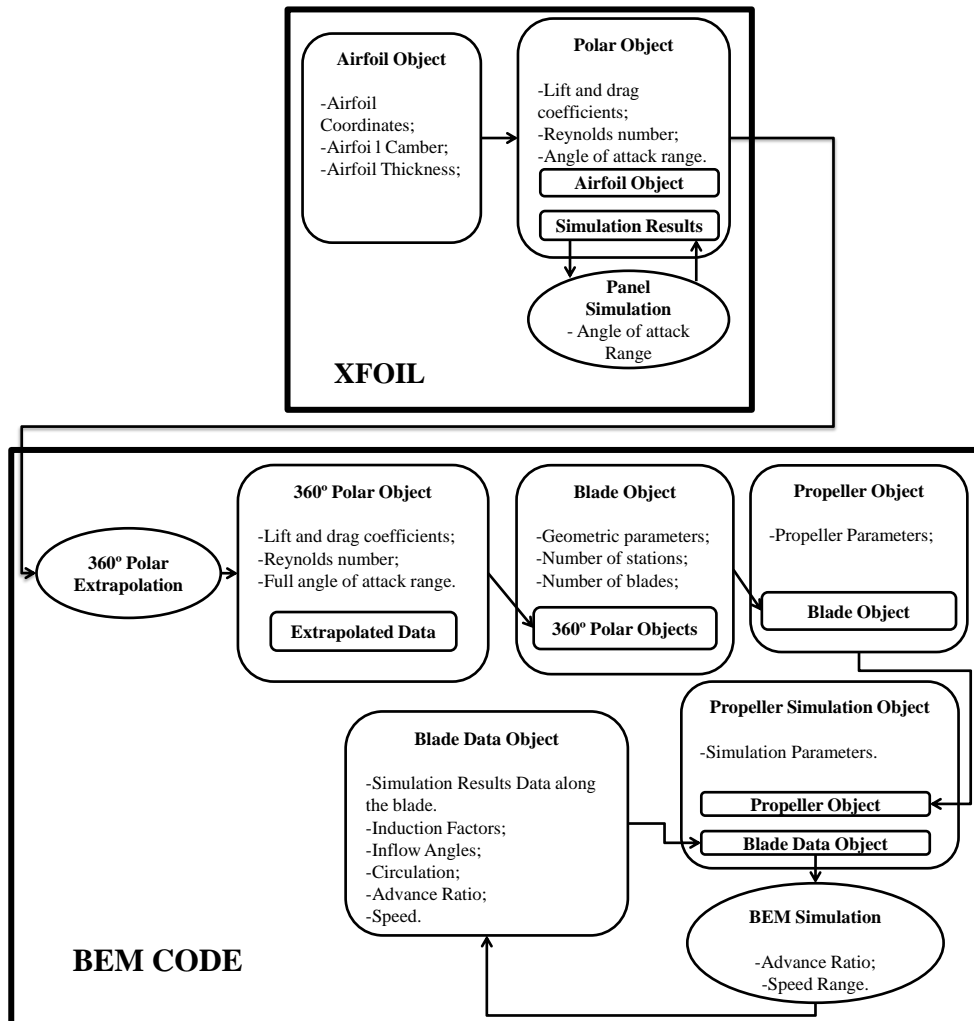 Airfoil Object
-Airfoil
Coordinates;
-Airfoi l Camber;
-Airfoil Thickness;
Polar Object
-Lift and drag
coefficients;
-Reynolds number;
-Angle of attack range.
Airfoil Object
Simulation Results
Panel
Simulation
- Angle of attack
Range
XFOIL
360º Polar
Extrapolation
360º Polar Object
-Lift and drag coefficients;
-Reynolds number;
-Full angle of attack range.
Extrapolated Data
Blade Object
-Geometric parameters;
-Number of stations;
-Number of blades;
360º Polar Objects
Propeller Object
-Propeller Parameters;
Blade Object
Propeller Simulation Object
-Simulation Parameters.
Propeller Object
Blade Data Object
Blade Data Object
-Simulation Results Data along
the blade.
-Induction Factors;
-Inflow Angles;
-Circulation;
-Advance Ratio;
-Speed.
BEM Simulation
-Advance Ratio;
-Speed Range.
BEM CODE